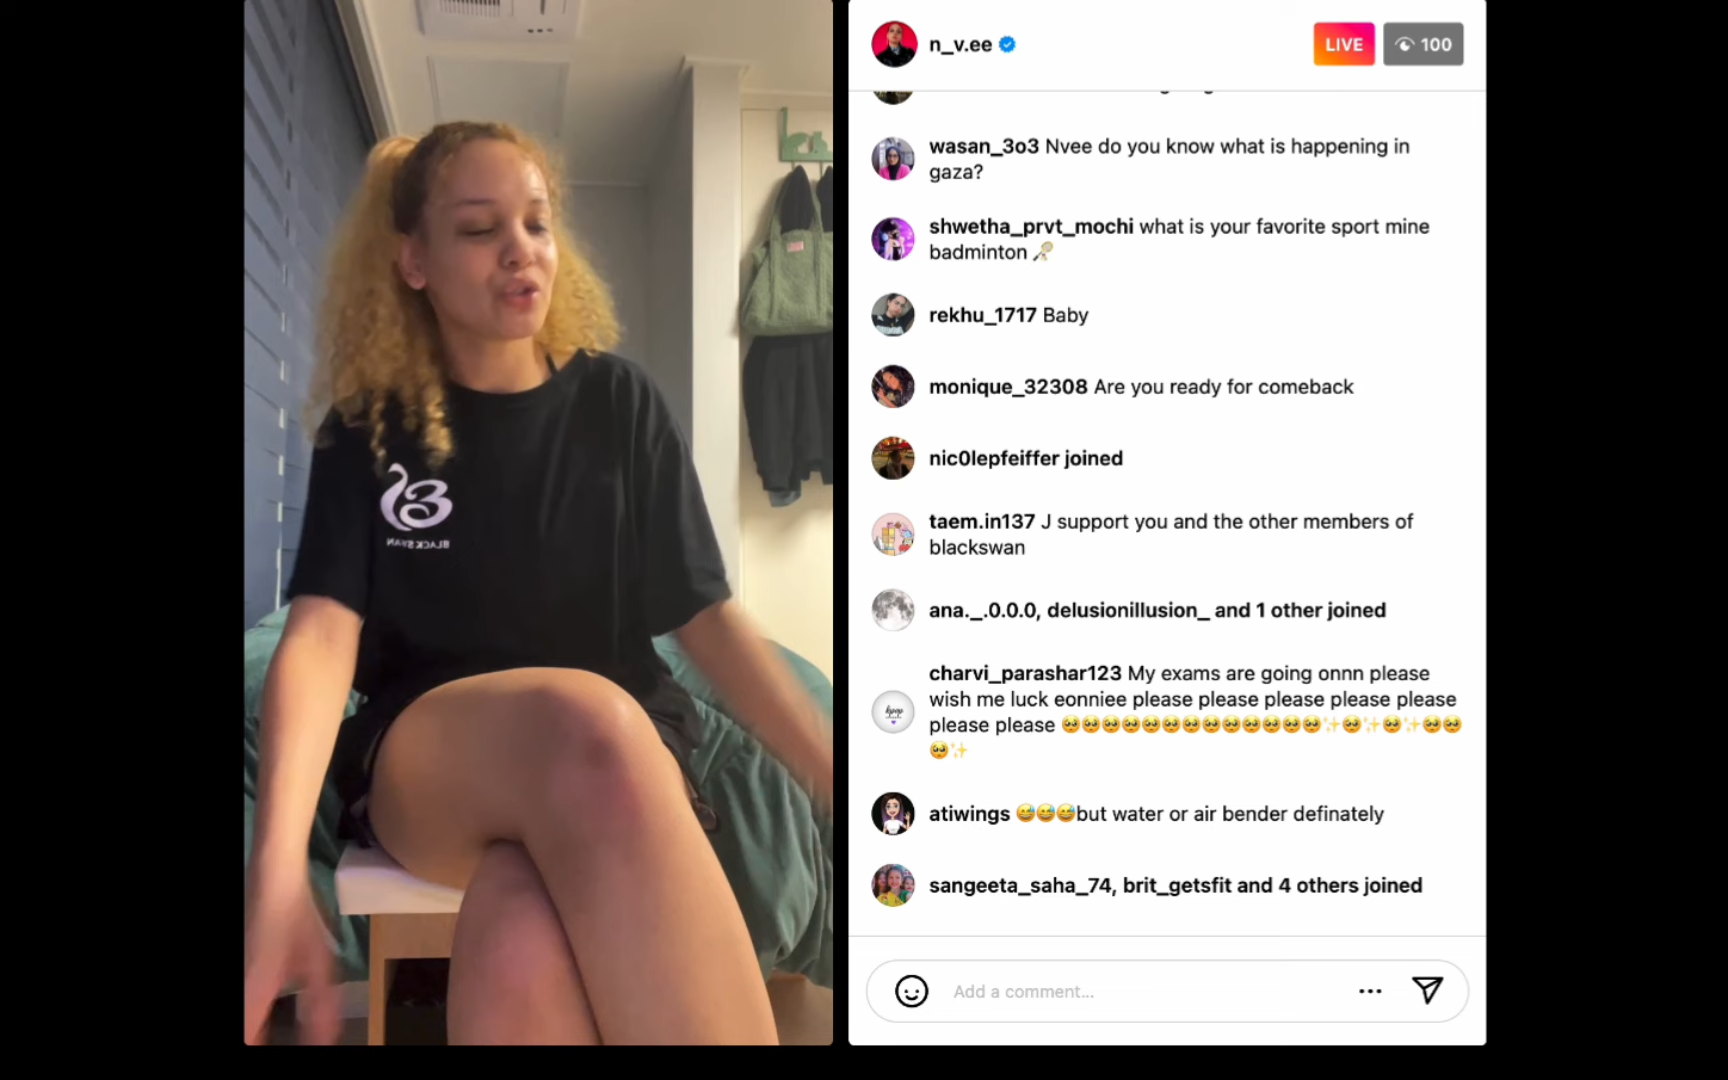 n_v.ee
LIVE
100
wasan_3o3 Nvee do you know what is happening in
gaza?
shwetha_prvt_mochi what is your favorite sport mine
badminton 🏸
rekhu_1717 Baby
monique_32308 Are you ready for comeback
nic0lepfeiffer joined
taem.in137 J support you and the other members of
blackswan
ana._.0.0.0, delusionillusion_ and 1 other joined
charvi_parashar123 My exams are going onnn please
wish me luck eonniee please please please please please
please please 🥺🥺🥺🥺🥺🥺🥺🥺🥺🥺🥺🥺🥺✨🥺✨🥺✨🥺🥺
🥺✨
atiwings 😅😅😅but water or air bender definately
sangeeta_saha_74, brit_getsfit and 4 others joined
Add a comment...
BLACK SWAN